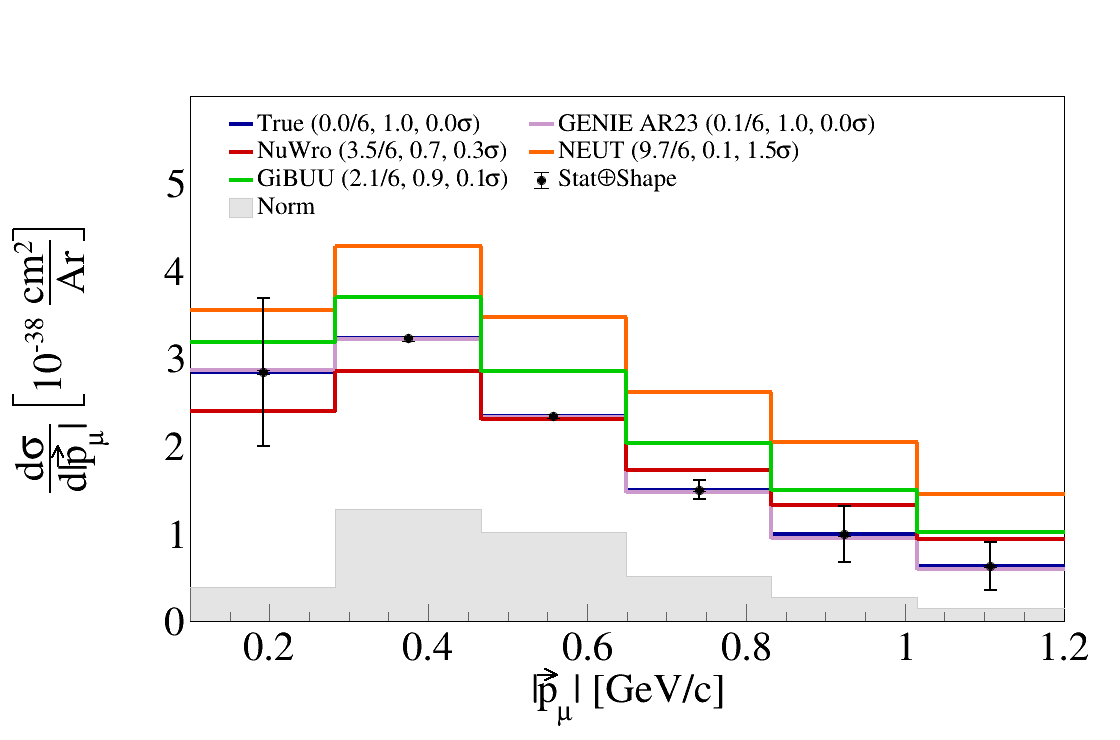 True (0.0/6, 1.0, 0.0σ)
GENIE AR23 (0.1/6, 1.0, 0.0σ)
NuWro (3.5/6, 0.7, 0.3σ)
NEUT (9.7/6, 0.1, 1.5σ)
GiBUU (2.1/6, 0.9, 0.1σ)
Stat⊕Shape
Norm
5
4
3
2
1
0
dσ/d|p⃗μ| [10⁻³⁸ cm²/Ar]
0.2 0.4 0.6 0.8 1 1.2
|p⃗μ| [GeV/c]